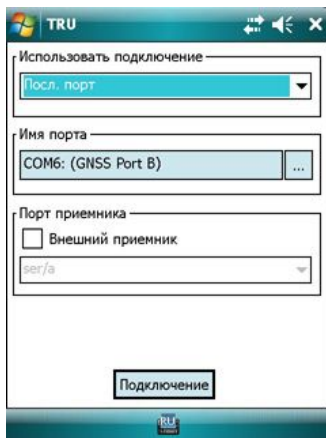 TRU
Использовать подключение
Посл. порт
Имя порта
COM6: (GNSS Port B)
...
Порт приемника
Внешний приемник
ser/a
Подключение
RU